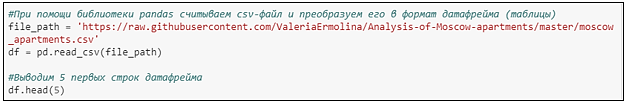 #При помощи библиотеки pandas считываем csv-файл и преобразуем его в формат датафрейма (таблицы)
file_path = 'https://raw.githubusercontent.com/ValeriaErmolina/Analysis-of-Moscow-apartments/master/moscow
_apartments.csv'
df = pd.read_csv(file_path)
#Выводим 5 первых строк датафрейма
df.head(5)